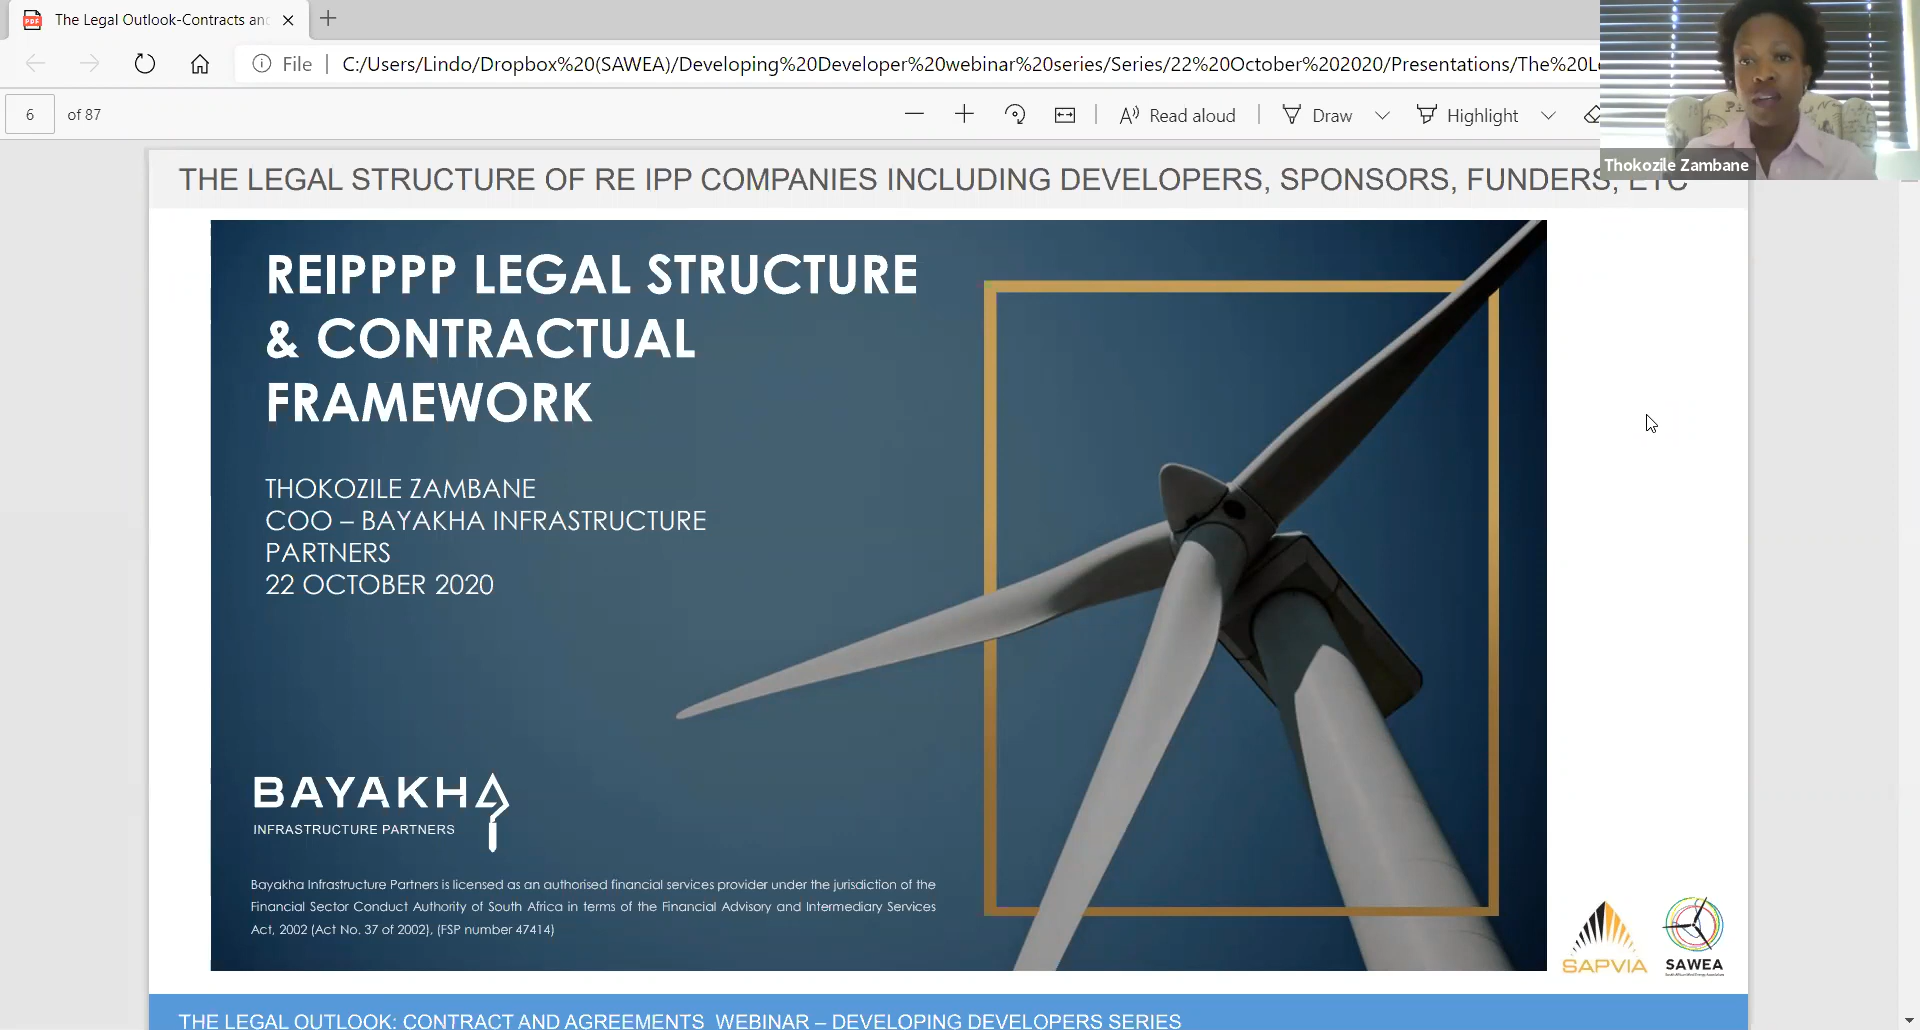 The Legal Outlook-Contracts an
File
C:/Users/Lindo/Dropbox%20(SAWEA)/Developing%20Developer%20webinar%20series/Series/22%20October%202020/Presentations/The%20L
6 of 87
Read aloud
Draw
Highlight
Thokozile Zambane
THE LEGAL STRUCTURE OF RE IPP COMPANIES INCLUDING DEVELOPERS, SPONSORS, FUNDERS, ETC
REIPPPP LEGAL STRUCTURE
& CONTRACTUAL
FRAMEWORK
THOKOZILE ZAMBANE
COO – BAYAKHA INFRASTRUCTURE
PARTNERS
22 OCTOBER 2020
BAYAKHA
INFRASTRUCTURE PARTNERS
Bayakha Infrastructure Partners is licensed as an authorised financial services provider under the jurisdiction of the
Financial Sector Conduct Authority of South Africa in terms of the Financial Advisory and Intermediary Services
Act, 2002 (Act No. 37 of 2002), (FSP number 47414)
SAPVIA
SAWEA
THE LEGAL OUTLOOK: CONTRACT AND AGREEMENTS WEBINAR – DEVELOPING DEVELOPERS SERIES